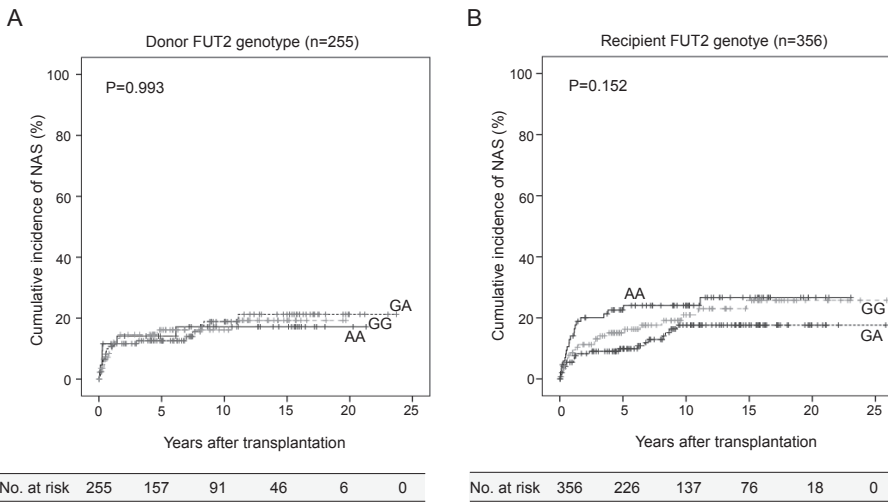 A
Donor FUT2 genotype (n=255)
P=0.993
Cumulative incidence of NAS (%)
100
80
60
40
20
0
GA
GG
AA
0 5 10 15 20 25
Years after transplantation
No. at risk 255 157 91 46 6 0
B
Recipient FUT2 genotye (n=356)
P=0.152
Cumulative incidence of NAS (%)
100
80
60
40
20
0
AA
GG
GA
0 5 10 15 20 25
Years after transplantation
No. at risk 356 226 137 76 18 0